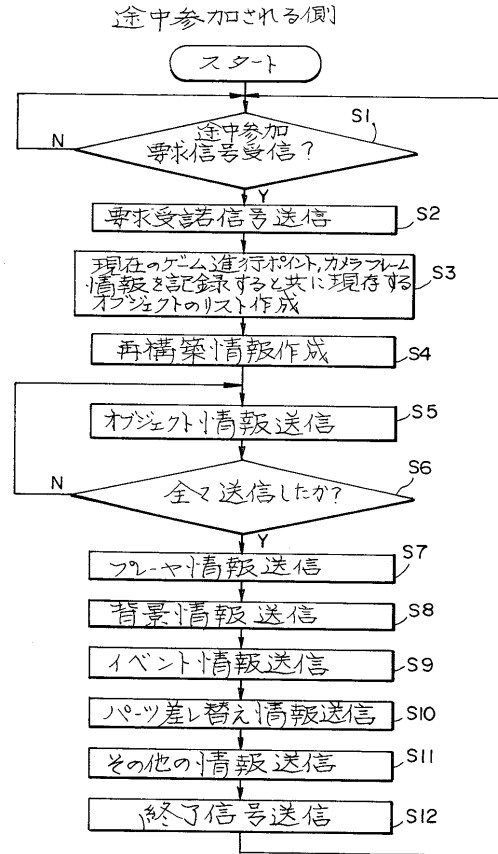 途中参加される側
スタート
途中参加
要求信号受信?
S1
N
Y
要求受諾信号送信
S2
現在のゲーム進行ポイント,カメラフレーム
情報を記録すると共に現存する
オブジェクトのリスト作成
S3
再構築情報作成
S4
オブジェクト情報送信
S5
全て送信したか?
S6
N
Y
プレーヤ情報送信
S7
背景情報送信
S8
イベント情報送信
S9
パーツ差し替え情報送信
S10
その他の情報送信
S11
終了信号送信
S12